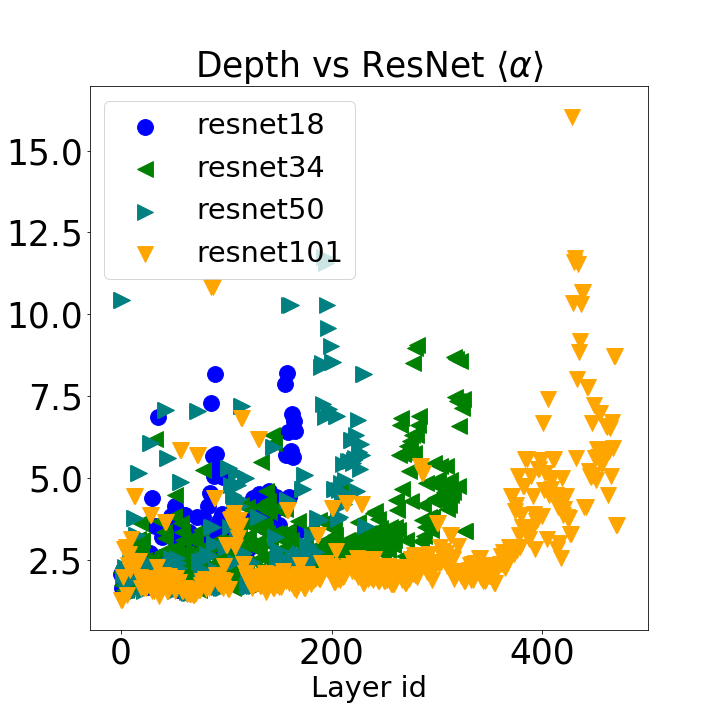 Depth vs ResNet ⟨α⟩
resnet18
resnet34
resnet50
resnet101
15.0
12.5
10.0
7.5
5.0
2.5
0 200 400
Layer id